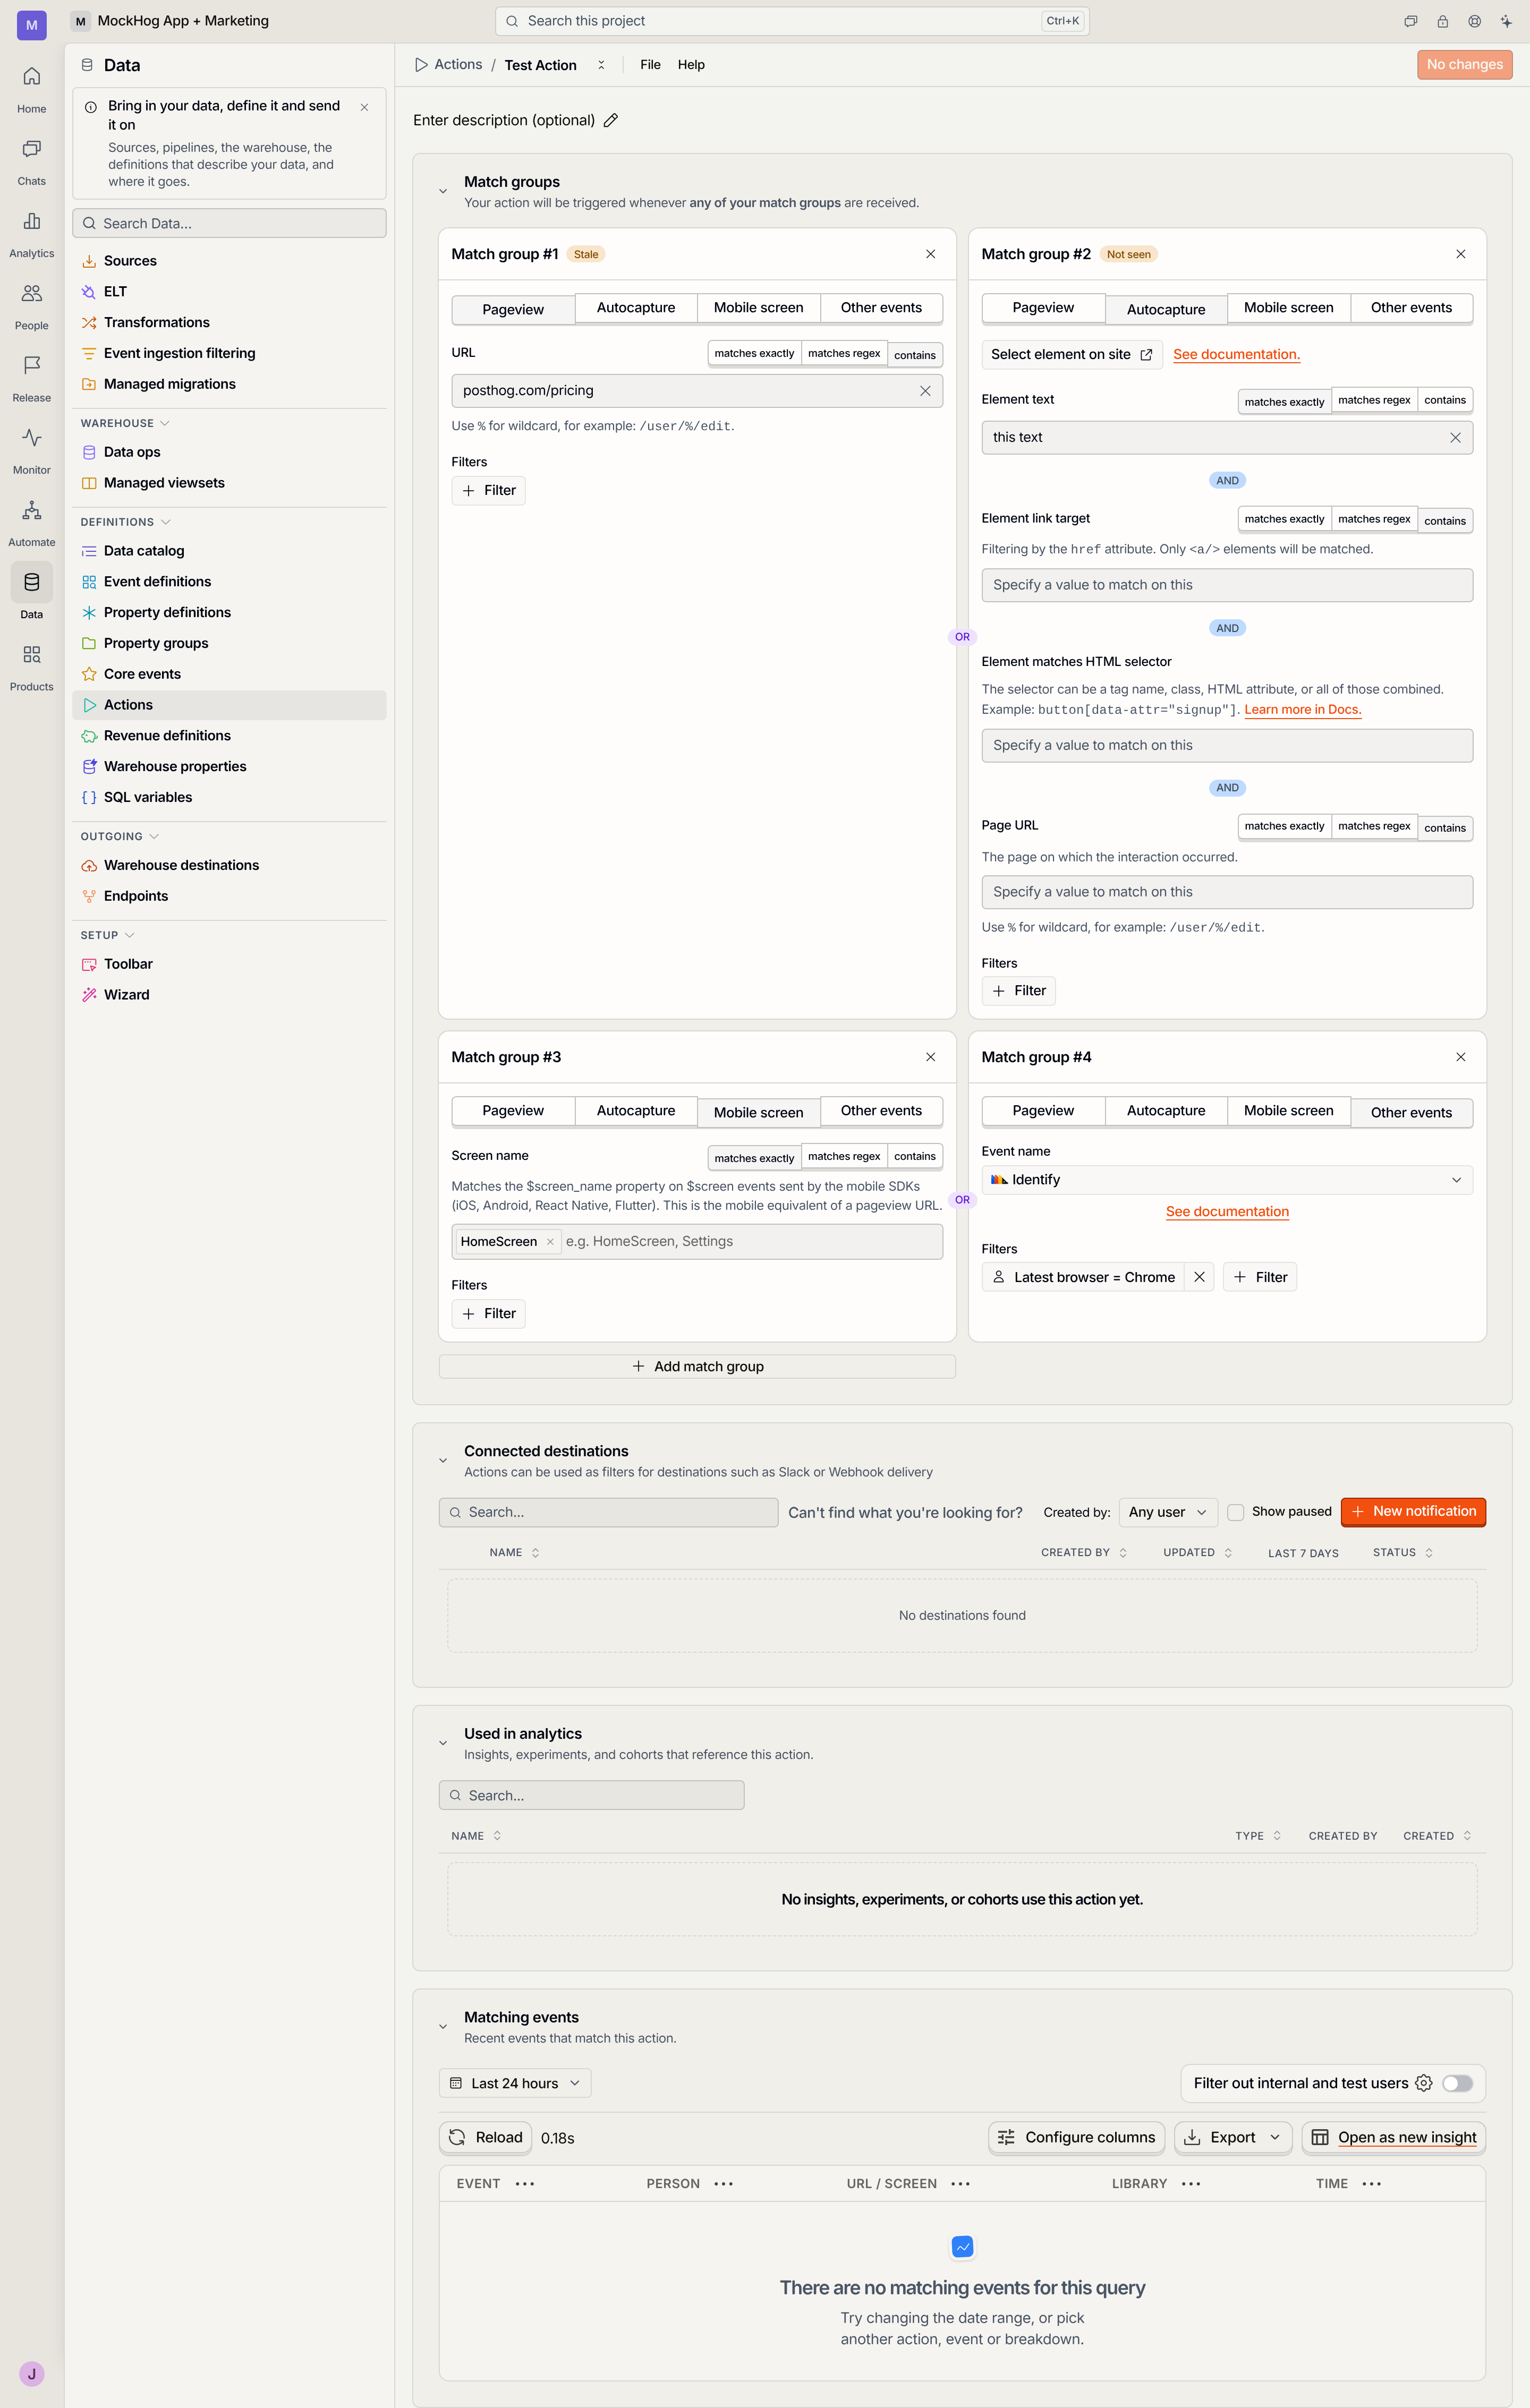 M
M MockHog App + Marketing
Search this project
Ctrl+K
Home
Chats
Analytics
People
Release
Monitor
Automate
Data
Products
J
Data
Bring in your data, define it and send
it on
Sources, pipelines, the warehouse, the
definitions that describe your data, and
where it goes.
Search Data...
Sources
ELT
Transformations
Event ingestion filtering
Managed migrations
WAREHOUSE
Data ops
Managed viewsets
DEFINITIONS
Data catalog
Event definitions
Property definitions
Property groups
Core events
Actions
Revenue definitions
Warehouse properties
SQL variables
OUTGOING
Warehouse destinations
Endpoints
SETUP
Toolbar
Wizard
Actions / Test Action File Help
No changes
Enter description (optional)
Match groups
Your action will be triggered whenever any of your match groups are received.
Match group #1 Stale
Pageview Autocapture Mobile screen Other events
URL matches exactly matches regex contains
posthog.com/pricing
Use % for wildcard, for example: /user/%/edit.
Filters
Filter
OR
Match group #2 Not seen
Pageview Autocapture Mobile screen Other events
Select element on site See documentation.
Element text matches exactly matches regex contains
this text
AND
Element link target matches exactly matches regex contains
Filtering by the href attribute. Only <a/> elements will be matched.
Specify a value to match on this
AND
Element matches HTML selector
The selector can be a tag name, class, HTML attribute, or all of those combined.
Example: button[data-attr="signup"]. Learn more in Docs.
Specify a value to match on this
AND
Page URL matches exactly matches regex contains
The page on which the interaction occurred.
Specify a value to match on this
Use % for wildcard, for example: /user/%/edit.
Filters
Filter
Match group #3
Pageview Autocapture Mobile screen Other events
Screen name matches exactly matches regex contains
Matches the $screen_name property on $screen events sent by the mobile SDKs
(iOS, Android, React Native, Flutter). This is the mobile equivalent of a pageview URL.
HomeScreen e.g. HomeScreen, Settings
Filters
Filter
OR
Match group #4
Pageview Autocapture Mobile screen Other events
Event name
Identify
See documentation
Filters
Latest browser = Chrome Filter
Add match group
Connected destinations
Actions can be used as filters for destinations such as Slack or Webhook delivery
Search... Can't find what you're looking for? Created by: Any user Show paused New notification
NAME CREATED BY UPDATED LAST 7 DAYS STATUS
No destinations found
Used in analytics
Insights, experiments, and cohorts that reference this action.
Search...
NAME TYPE CREATED BY CREATED
No insights, experiments, or cohorts use this action yet.
Matching events
Recent events that match this action.
Last 24 hours Filter out internal and test users
Reload 0.18s Configure columns Export Open as new insight
EVENT PERSON URL / SCREEN LIBRARY TIME
There are no matching events for this query
Try changing the date range, or pick
another action, event or breakdown.